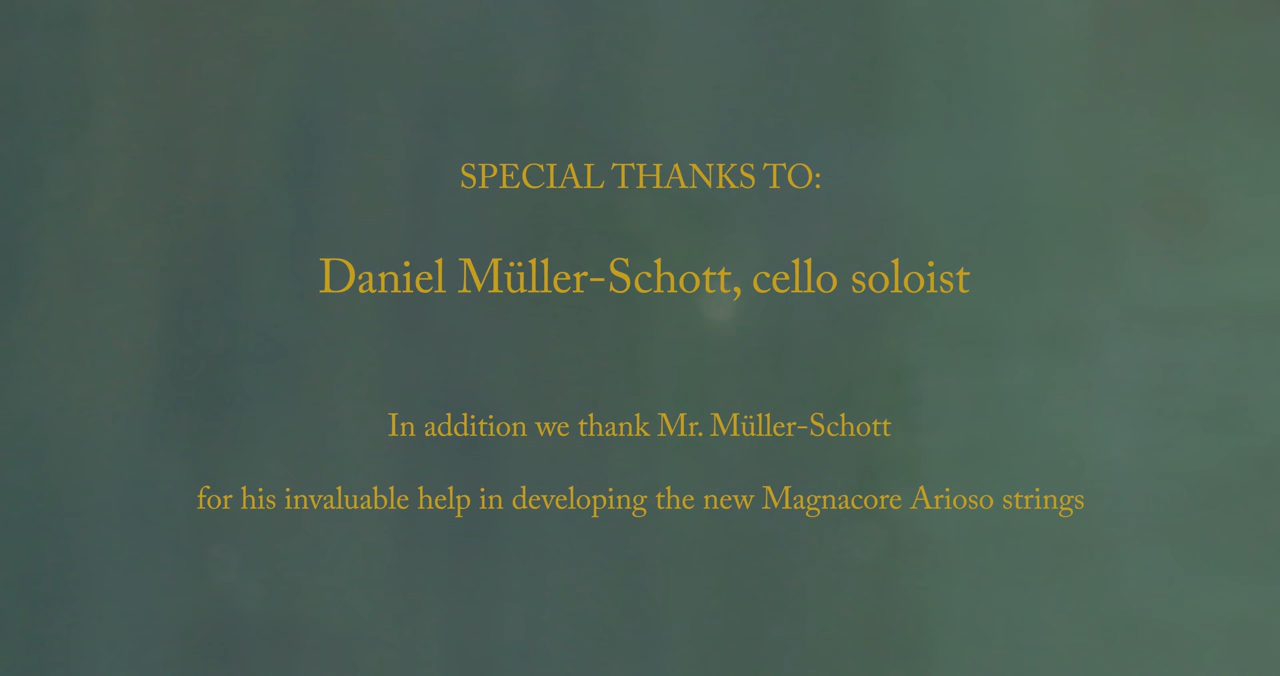 SPECIAL THANKS TO:
Daniel Müller-Schott, cello soloist
In addition we thank Mr. Müller-Schott
for his invaluable help in developing the new Magnacore Arioso strings